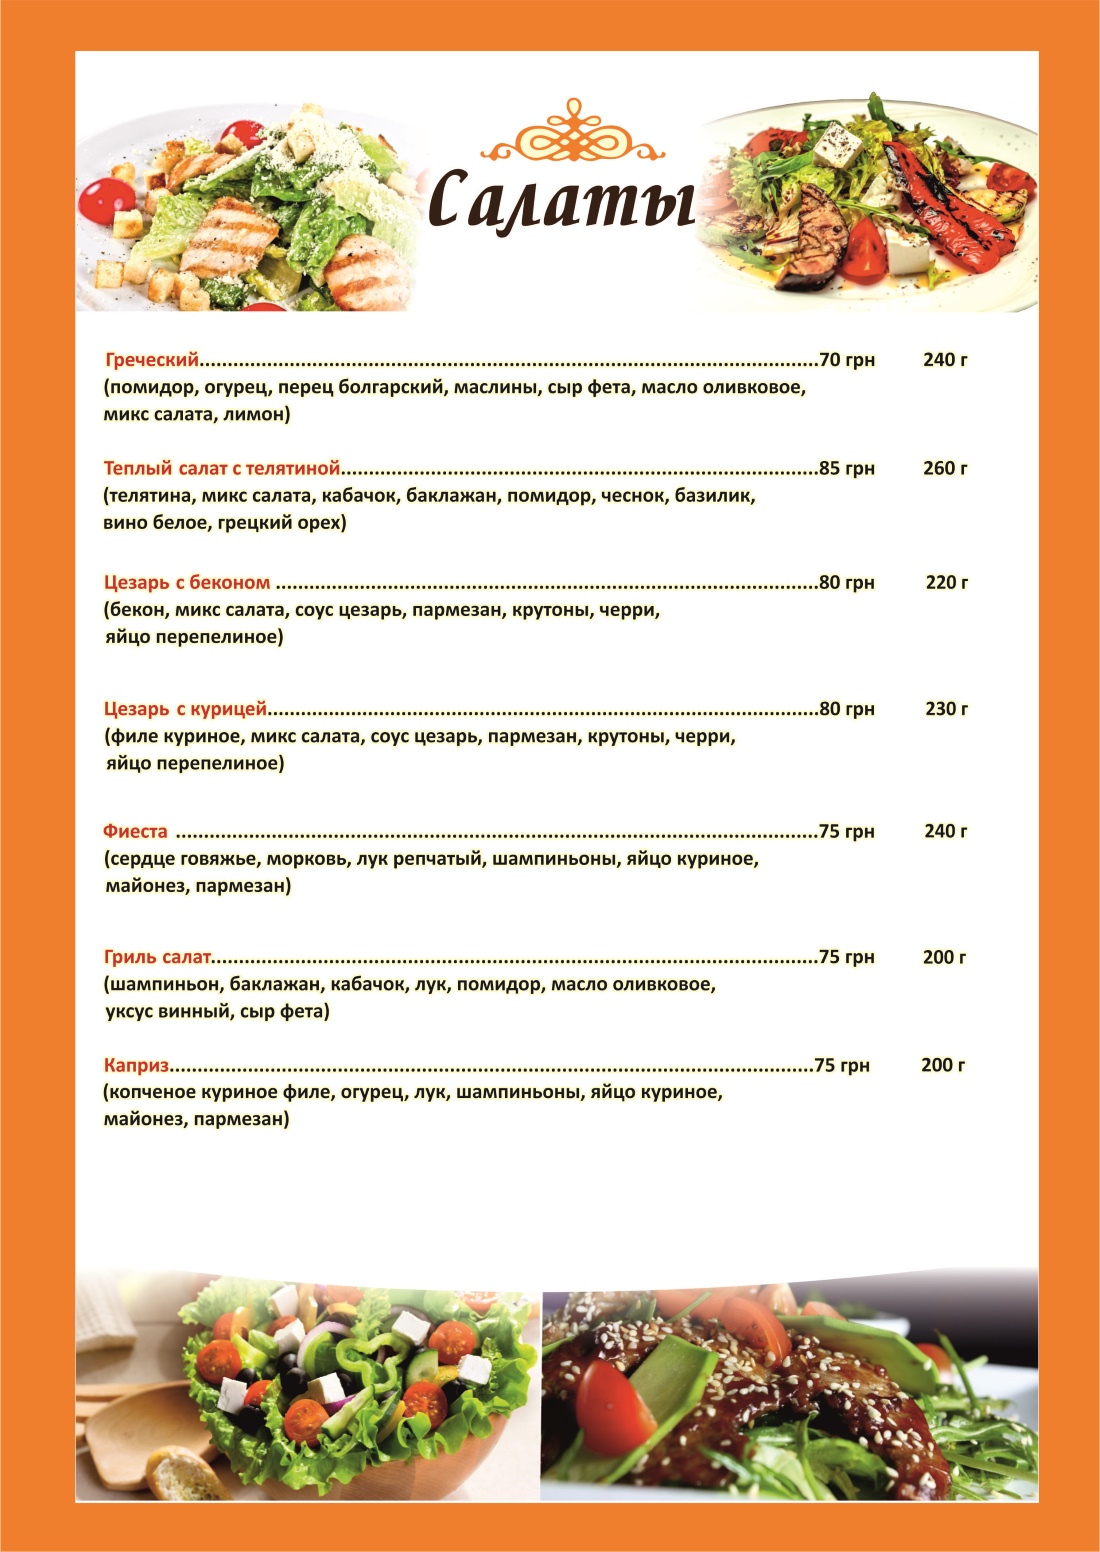 Салаты
Греческий..............................................................................................................70 грн 240 г
(помидор, огурец, перец болгарский, маслины, сыр фета, масло оливковое,
микс салата, лимон)
Теплый салат с телятиной.....................................................................................85 грн 260 г
(телятина, микс салата, кабачок, баклажан, помидор, чеснок, базилик,
вино белое, грецкий орех)
Цезарь с беконом .................................................................................................80 грн 220 г
(бекон, микс салата, соус цезарь, пармезан, крутоны, черри,
яйцо перепелиное)
Цезарь с курицей..................................................................................................80 грн 230 г
(филе куриное, микс салата, соус цезарь, пармезан, крутоны, черри,
яйцо перепелиное)
Фиеста ..................................................................................................................75 грн 240 г
(сердце говяжье, морковь, лук репчатый, шампиньоны, яйцо куриное,
майонез, пармезан)
Гриль салат............................................................................................................75 грн 200 г
(шампиньон, баклажан, кабачок, лук, помидор, масло оливковое,
уксус винный, сыр фета)
Каприз...................................................................................................................75 грн 200 г
(копченое куриное филе, огурец, лук, шампиньоны, яйцо куриное,
майонез, пармезан)